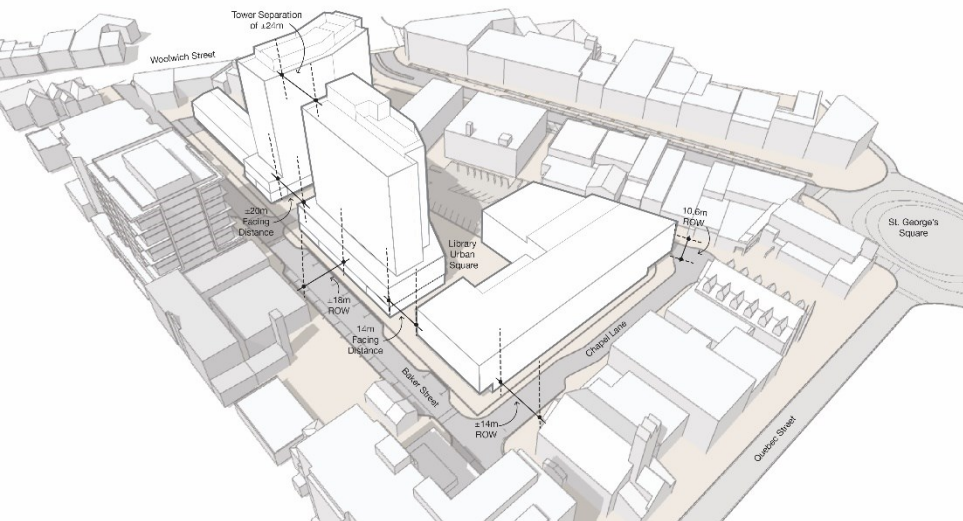 Tower Separation
of ±24m
Woolwich Street
±20m
Facing
Distance
10.6m
ROW
St. George's
Square
Library
Urban
Square
±18m
ROW
14m
Facing
Distance
Chapel Lane
Baker Street
±14m
ROW
Quebec Street